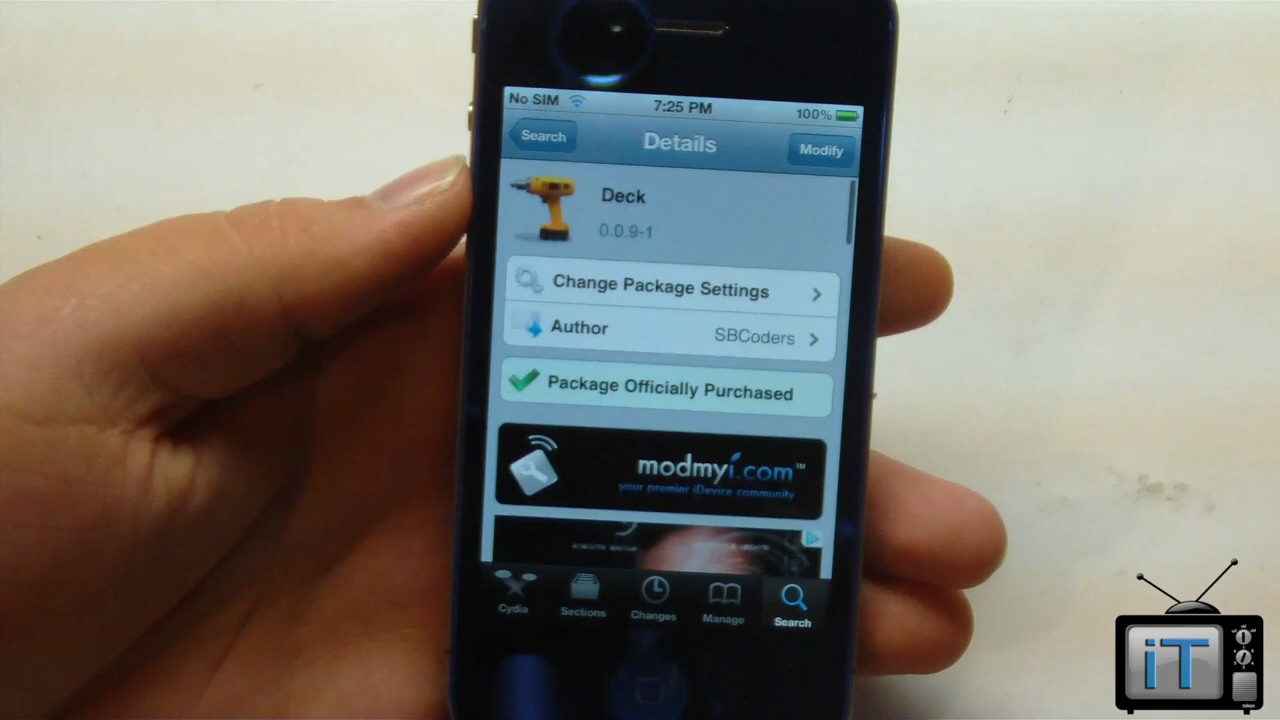 No SIM 7:25 PM 100%
Search Details Modify
Deck
0.0.9-1
Change Package Settings
Author SBCoders
Package Officially Purchased
modmyi.com™
your premier iDevice community
Cydia Sections Changes Manage Search
iT